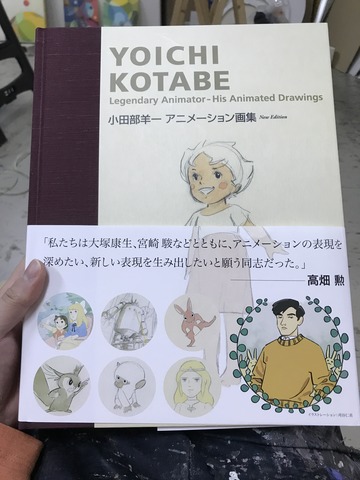 YOICHI
KOTABE
Legendary Animator-His Animated Drawings
小田部羊一 アニメーション画集 New Edition
「私たちは大塚康生、宮崎 駿などとともに、アニメーションの表現を
深めたい、新しい表現を生み出したいと願う同志だった。」
高畑 勲